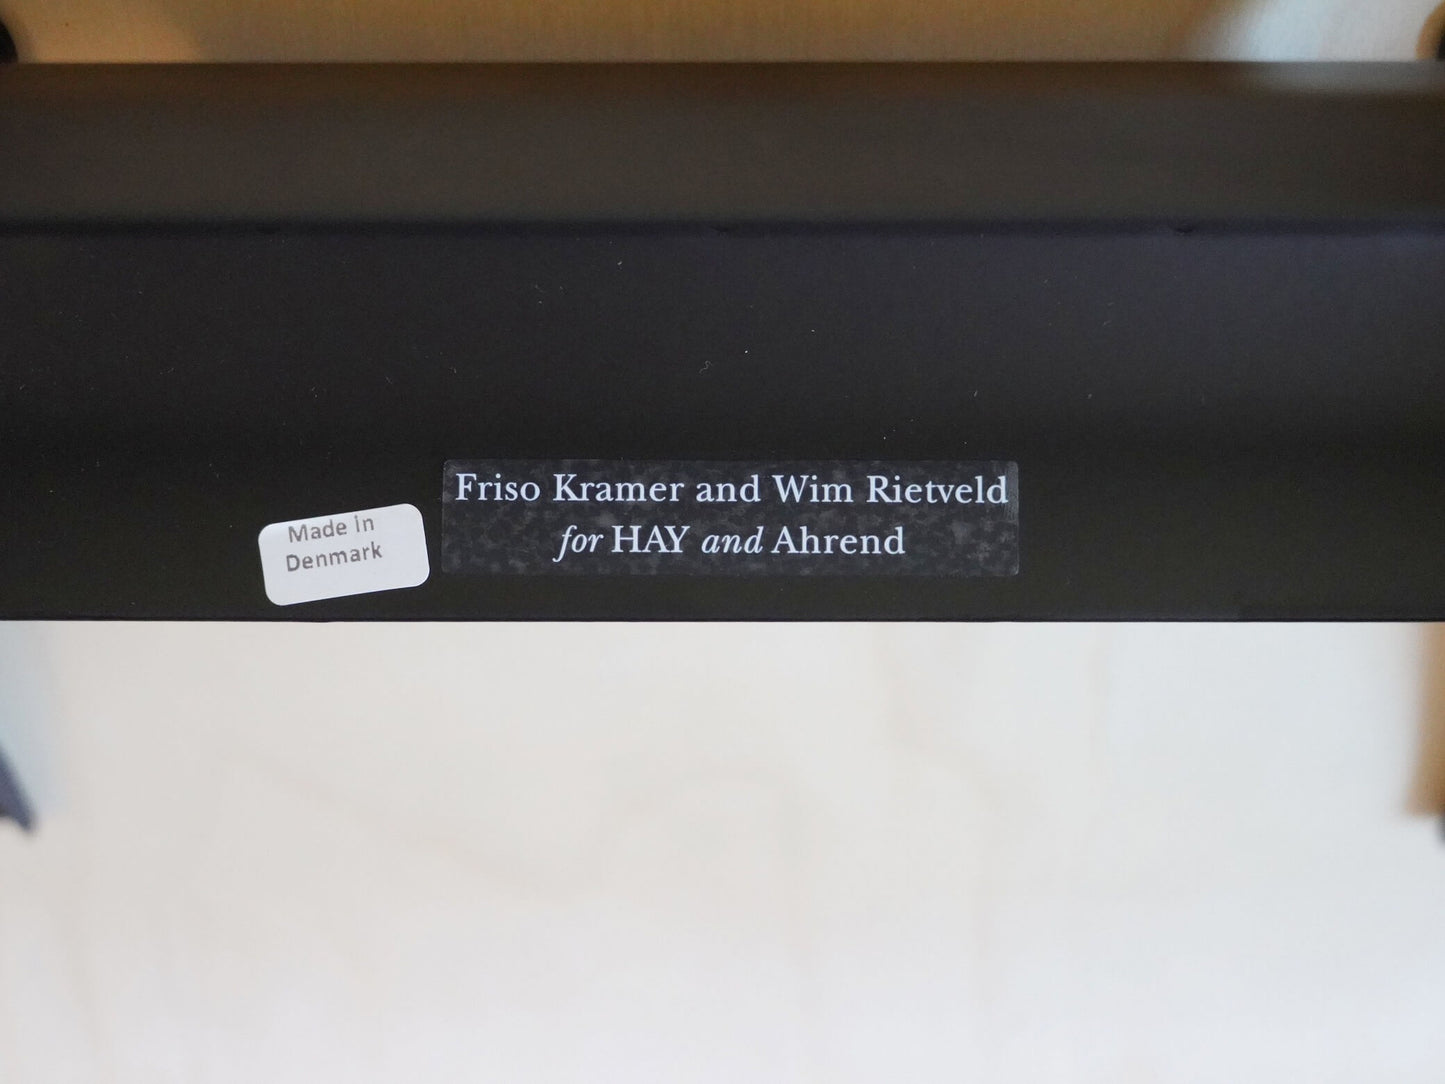 Made in
Denmark
Friso Kramer and Wim Rietveld
for HAY and Ahrend